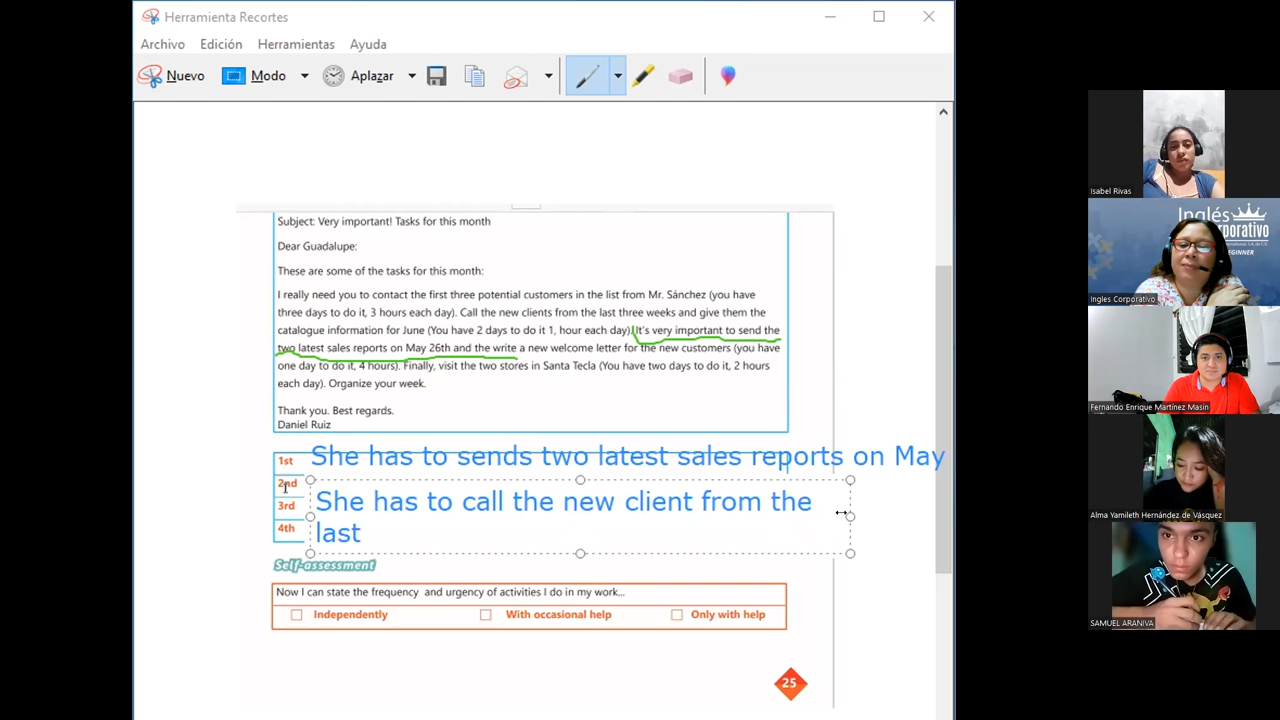 Herramienta Recortes
Archivo Edición Herramientas Ayuda
Nuevo Modo Aplazar
Subject: Very important! Tasks for this month
Dear Guadalupe:
These are some of the tasks for this month:
I really need you to contact the first three potential customers in the list from Mr. Sánchez (you have
three days to do it, 3 hours each day). Call the new clients from the last three weeks and give them the
catalogue information for June (You have 2 days to do it 1, hour each day). It's very important to send the
two latest sales reports on May 26th and the write a new welcome letter for the new customers (you have
one day to do it, 4 hours). Finally, visit the two stores in Santa Tecla (You have two days to do it, 2 hours
each day). Organize your week.
Thank you. Best regards.
Daniel Ruiz
1st She has to sends two latest sales reports on May
2nd She has to call the new client from the
3rd last
4th
Self-assessment
Now I can state the frequency and urgency of activities I do in my work...
Independently With occasional help Only with help
25
Isabel Rivas
Inglés
Corporativo
Ingles Corporativo
Fernando Enrique Martínez Masin
Alma Yamileth Hernández de Vásquez
SAMUEL ARANIVA